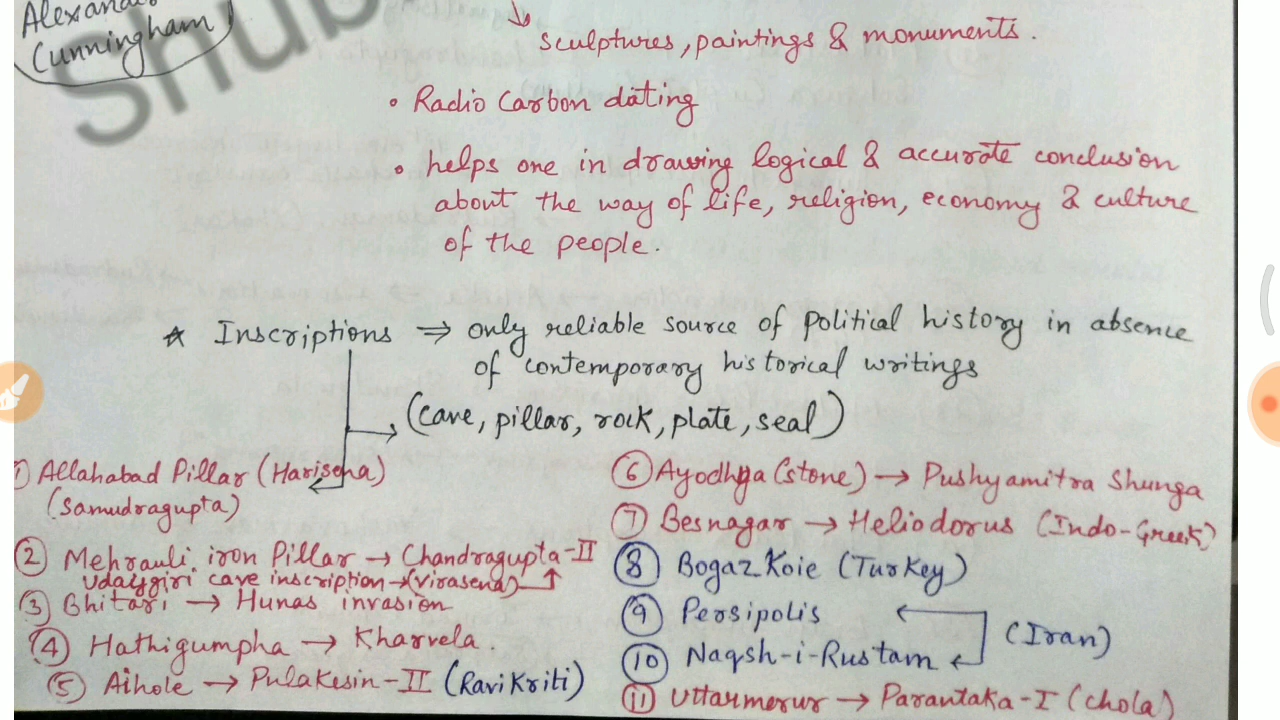 Alexand
Cunningham
Shub
sculptures, paintings & monuments.
• Radio Carbon dating
• helps one in drawing logical & accurate conclusion
about the way of life, religion, economy & culture
of the people.
☆ Inscriptions ⇒ only reliable source of political history in absence
of contemporary historical writings
(cave, pillar, rock, plate, seal)
1) Allahabad Pillar (Harisena)
(Samudragupta)
② Mehrauli iron Pillar → Chandragupta-II
Udaygiri cave inscription → (Virasena)
③ Bhitari → Hunas invasion
④ Hathigumpha → Kharvela.
⑤ Aihole → Pulakesin-II (Ravi Kriti)
⑥ Ayodhya (stone) → Pushyamitra Shunga
⑦ Besnagar → Heliodorus (Indo-Greek)
⑧ Bogaz Koie (Turkey)
⑨ Persipolis
(Iran)
⑩ Naqsh-i-Rustam
⑪ Uttarmerur → Parantaka-I (Chola)